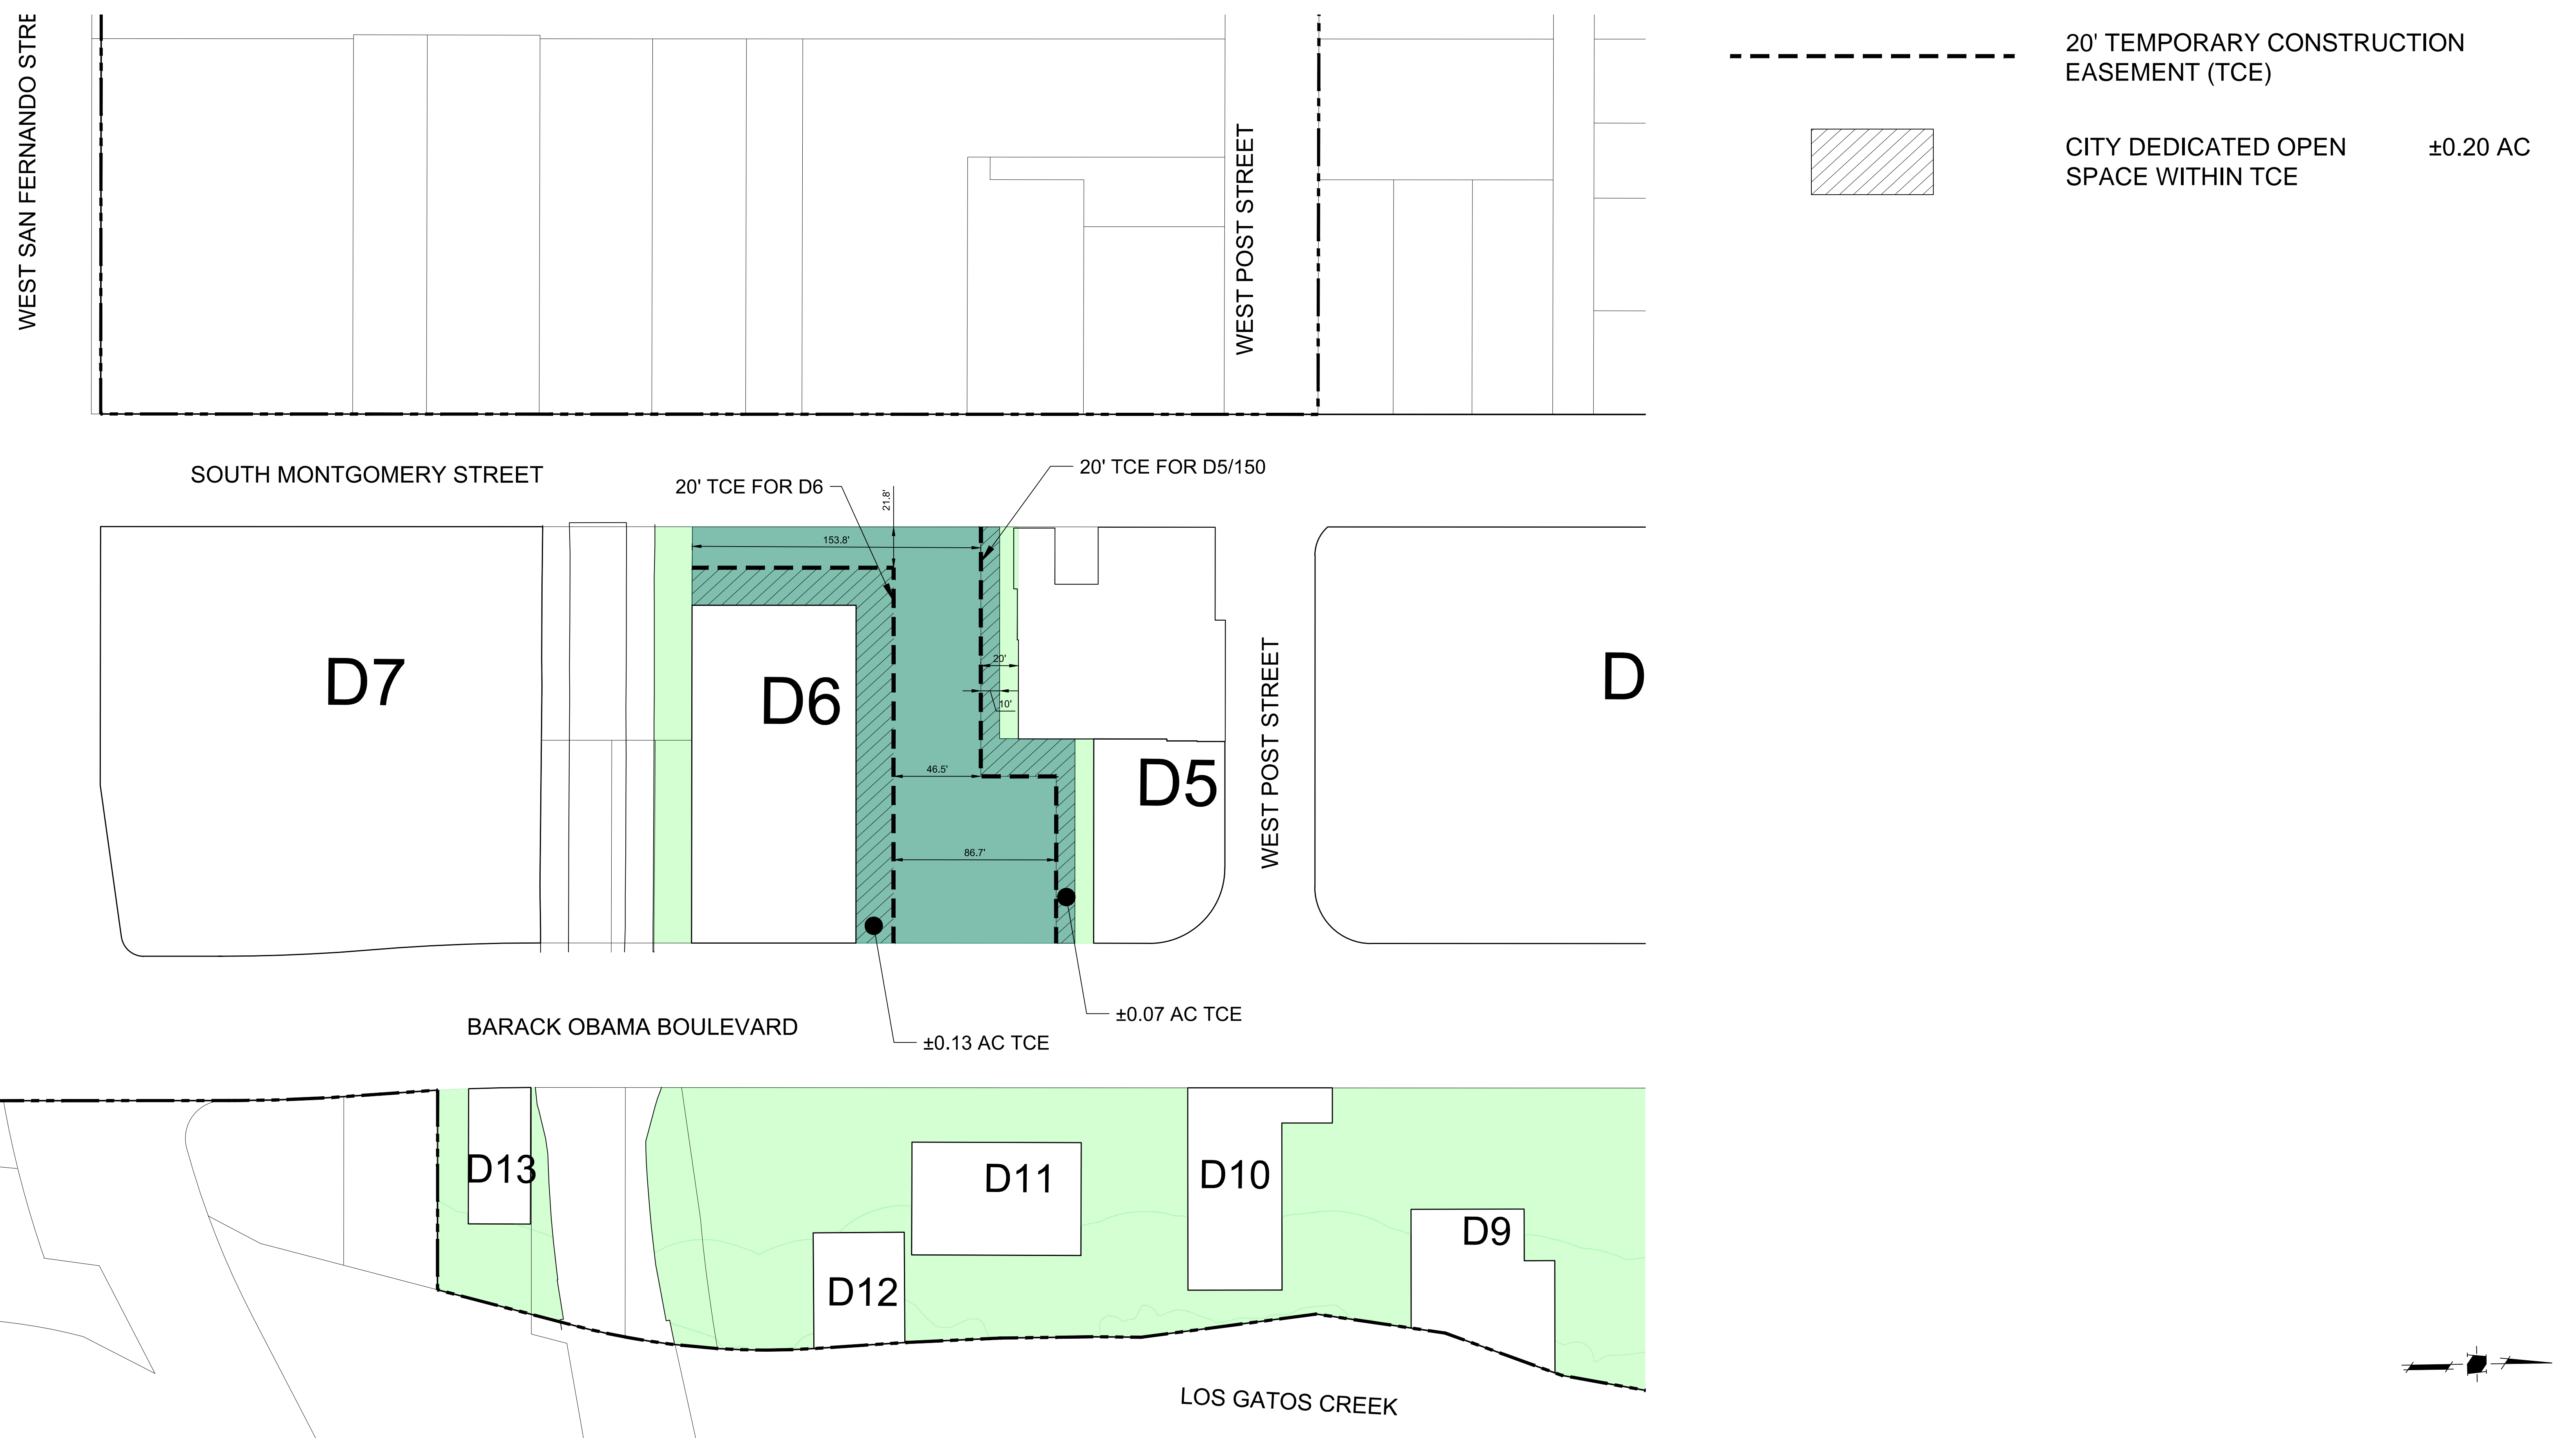 WEST SAN FERNANDO STRE
WEST POST STREET
20' TEMPORARY CONSTRUCTION
EASEMENT (TCE)
CITY DEDICATED OPEN ±0.20 AC
SPACE WITHIN TCE
SOUTH MONTGOMERY STREET
20' TCE FOR D6
21.8'
20' TCE FOR D5/150
153.8'
D7
D6
20'
10'
46.5'
D5
86.7'
WEST POST STREET
D
BARACK OBAMA BOULEVARD
±0.13 AC TCE
±0.07 AC TCE
D13
D12
D11
D10
D9
LOS GATOS CREEK